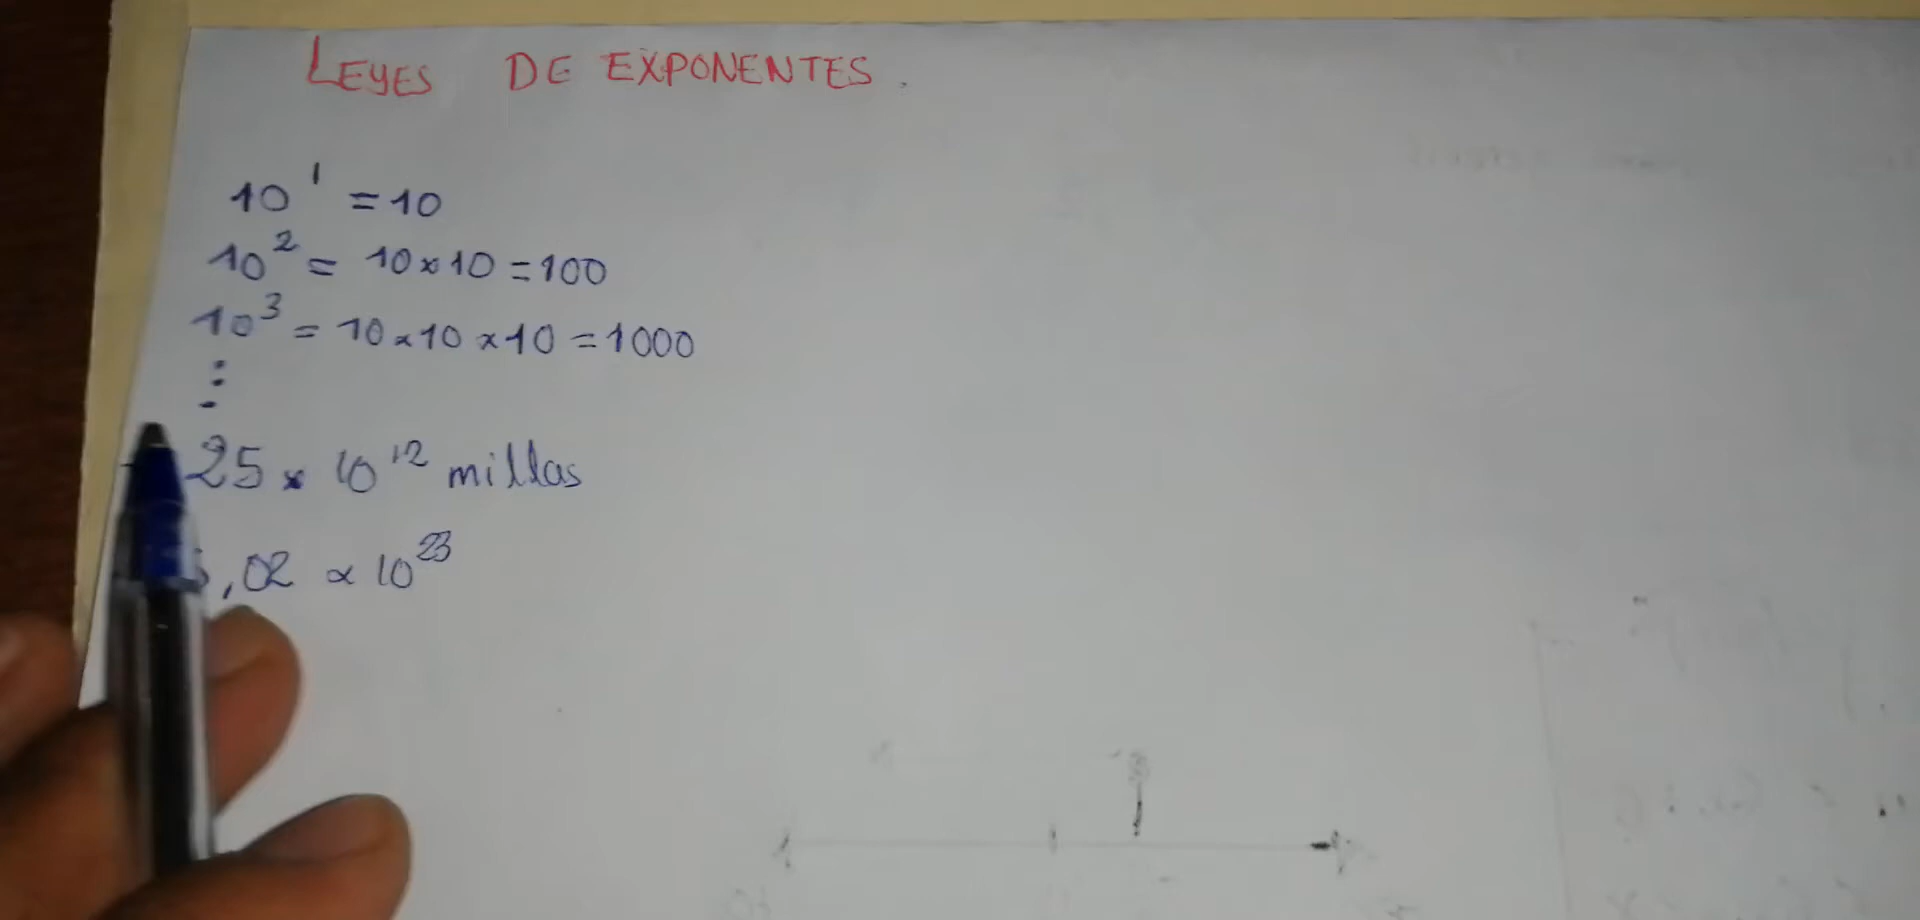 LEYES DE EXPONENTES.
10¹ = 10
10² = 10×10 = 100
10³ = 10×10×10 = 1000
⋮
25 × 10¹² millas
,02 × 10²³